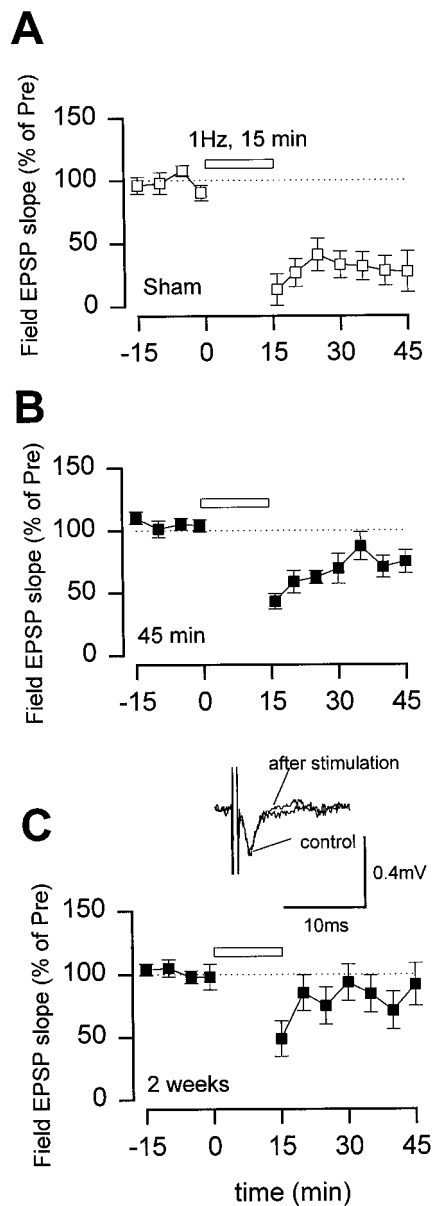 A
Field EPSP slope (% of Pre)
150
100
50
0
1Hz, 15 min
Sham
-15 0 15 30 45
B
Field EPSP slope (% of Pre)
150
100
50
0
45 min
-15 0 15 30 45
C
after stimulation
control
0.4mV
10ms
Field EPSP slope (% of Pre)
150
100
50
0
2 weeks
-15 0 15 30 45
time (min)